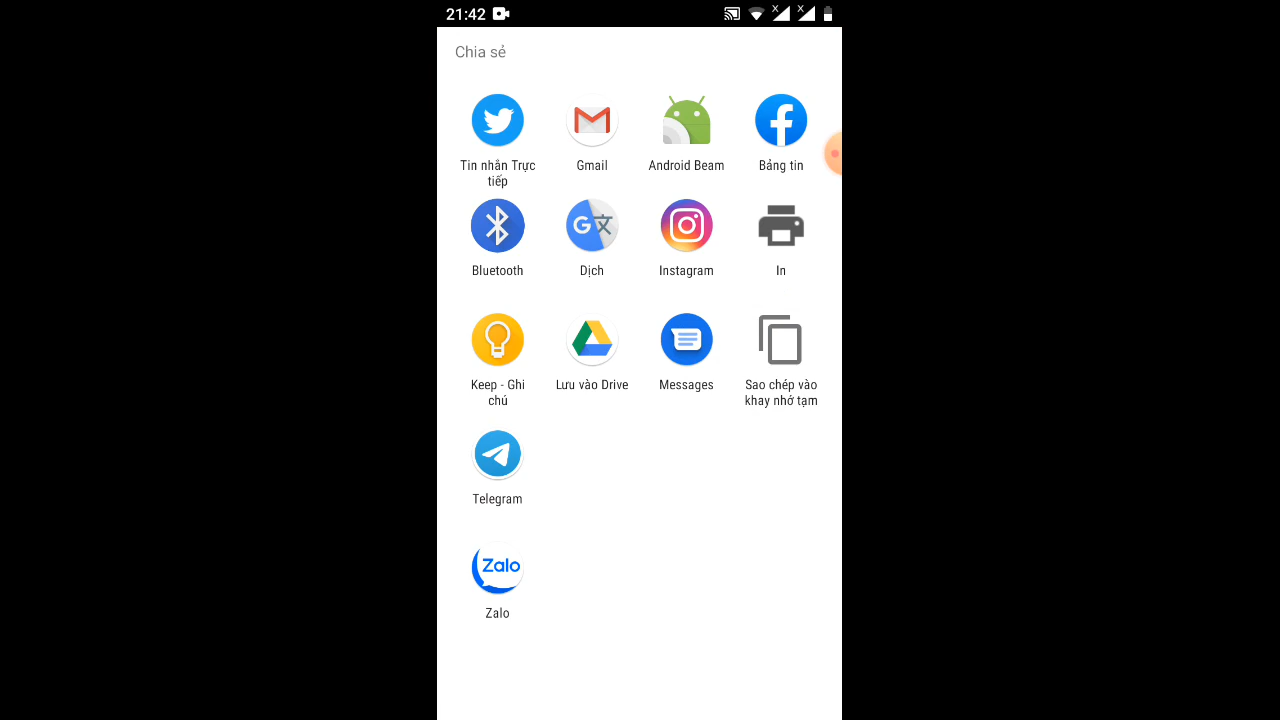 21:42
Chia sẻ
Tin nhắn Trực
tiếp
Gmail
Android Beam
Bảng tin
Bluetooth
Dịch
Instagram
In
Keep - Ghi
chú
Lưu vào Drive
Messages
Sao chép vào
khay nhớ tạm
Telegram
Zalo
Zalo